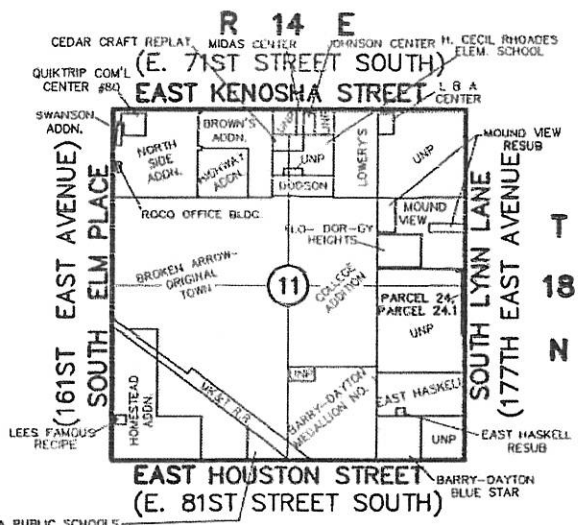 R 14 E
CEDAR CRAFT REPLAT
MIDAS CENTER
JOHNSON CENTER
H. CECIL RHOADES
ELEM. SCHOOL
(E. 71ST STREET SOUTH)
QUIKTRIP COM'L
CENTER #80
EAST KENOSHA STREET
L B A
CENTER
SWANSON
ADDN.
NORTH
SIDE
ADDN.
BROWN'S
ADDN.
HIGHWAY
ADDN.
UNP
UNP
UNP
DODSON
LOWERY'S
UNP
MOUND VIEW
RESUB
ROCO OFFICE BLDG.
MOUND
VIEW
FLO-DOR-GY
HEIGHTS
(161ST EAST AVENUE)
SOUTH ELM PLACE
BROKEN ARROW-
ORIGINAL
TOWN
11
COLLEGE
ADDITION
PARCEL 24,
PARCEL 24.1
UNP
SOUTH LYNN LANE
(177TH EAST AVENUE)
T
18
N
HOMESTEAD
ADDN.
MK&T R.R.
UNP
BARRY-DAYTON
MEDALLION NO. 1
EAST HASKELL
UNP
LEES FAMOUS
RECIPE
EAST HASKELL
RESUB
EAST HOUSTON STREET
(E. 81ST STREET SOUTH)
BARRY-DAYTON
BLUE STAR
A PUBLIC SCHOOLS